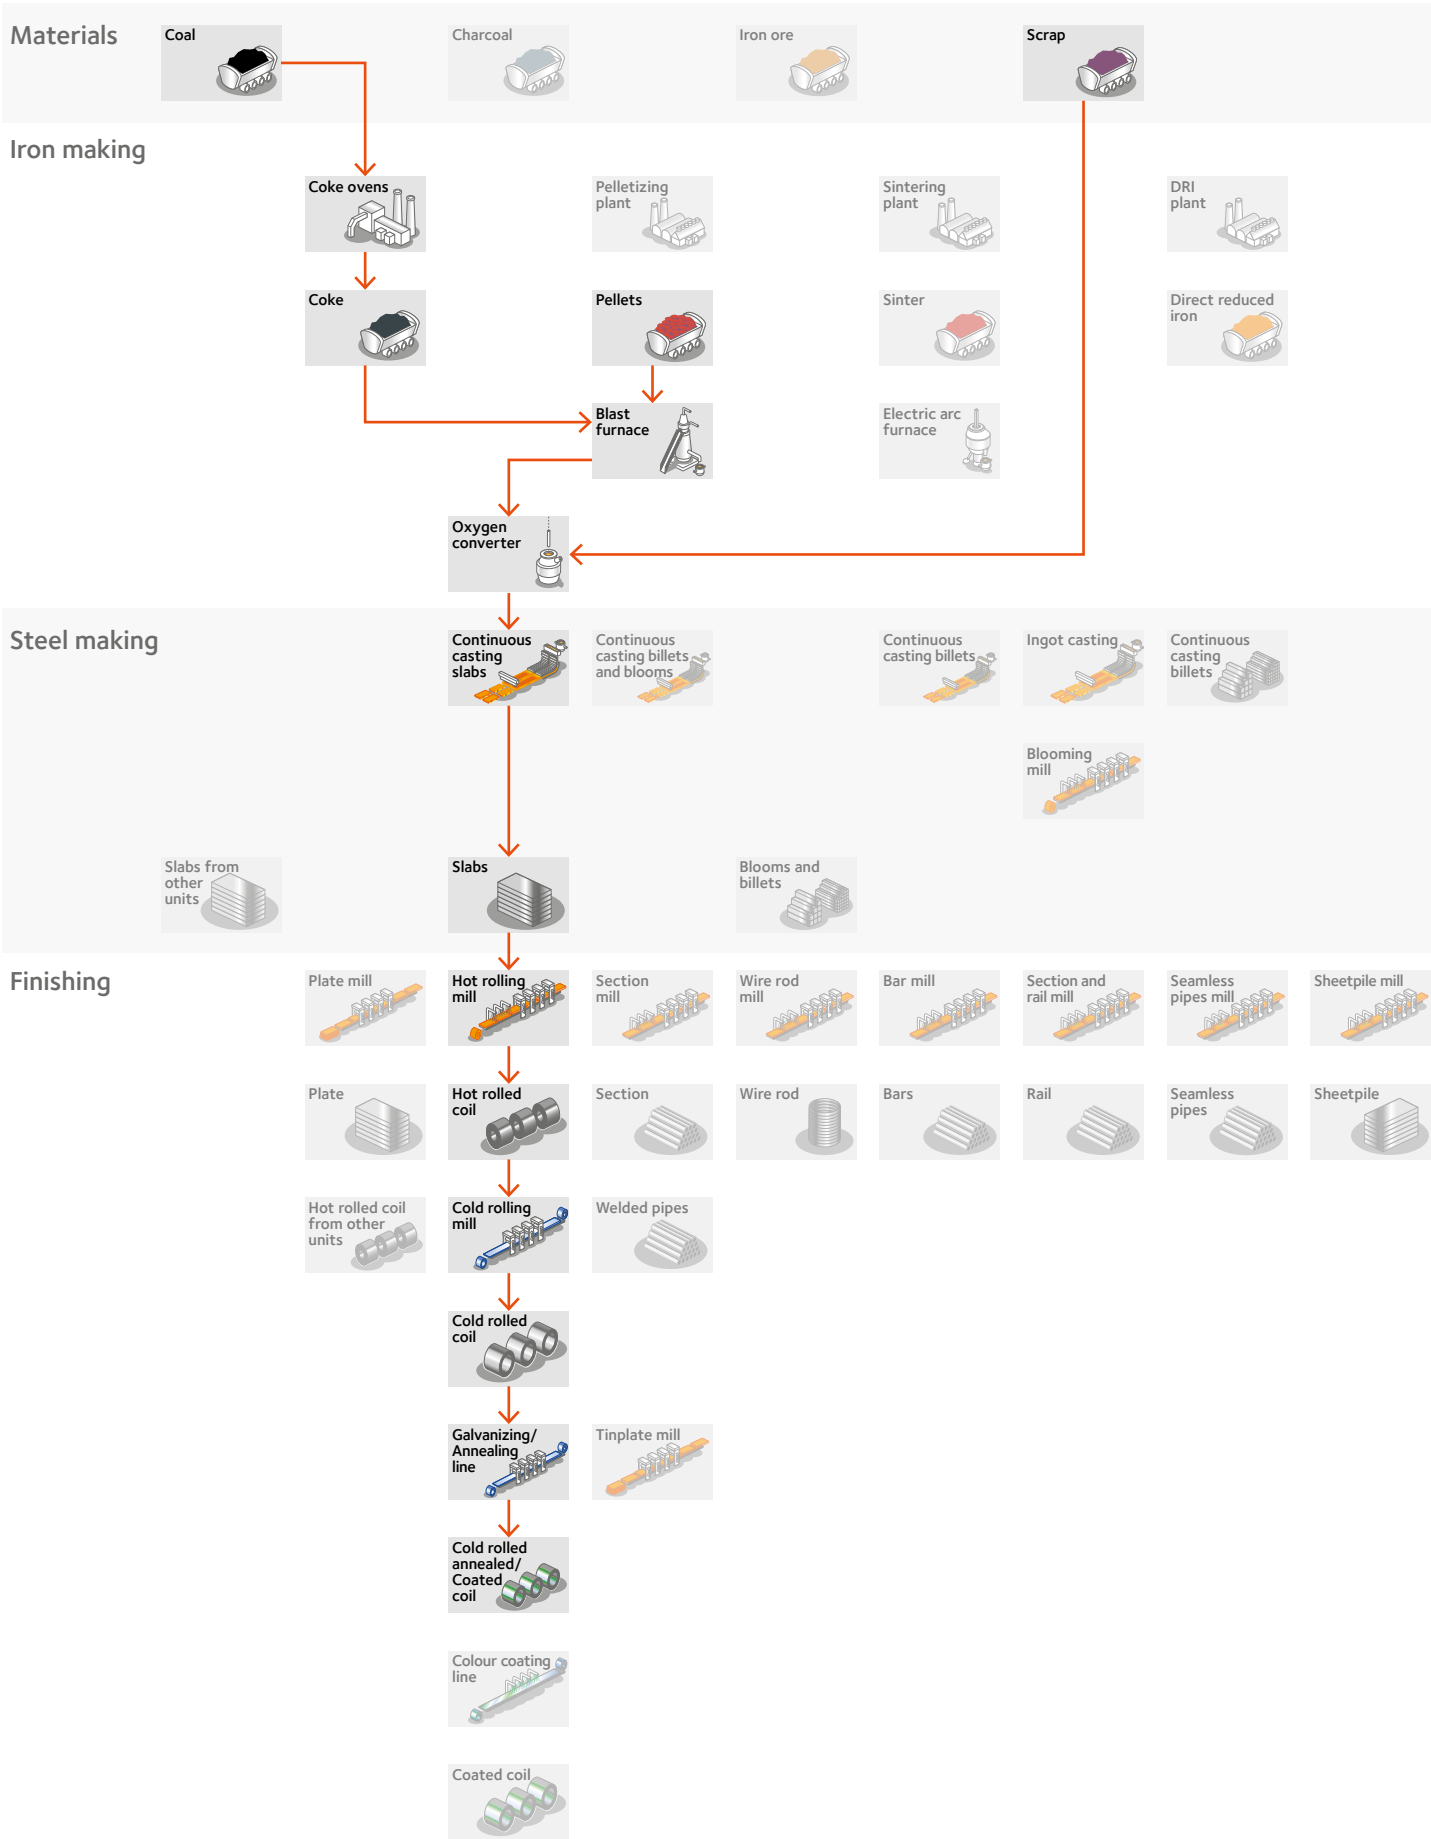 Materials
Coal
Charcoal
Iron ore
Scrap
Iron making
Coke ovens
Pelletizing
plant
Sintering
plant
DRI
plant
Coke
Pellets
Sinter
Direct reduced
iron
Blast
furnace
Electric arc
furnace
Oxygen
converter
Steel making
Continuous
casting
slabs
Continuous
casting billets
and blooms
Continuous
casting billets
Ingot casting
Continuous
casting
billets
Blooming
mill
Slabs from
other
units
Slabs
Blooms and
billets
Finishing
Plate mill
Hot rolling
mill
Section
mill
Wire rod
mill
Bar mill
Section and
rail mill
Seamless
pipes mill
Sheetpile mill
Plate
Hot rolled
coil
Section
Wire rod
Bars
Rail
Seamless
pipes
Sheetpile
Hot rolled coil
from other
units
Cold rolling
mill
Welded pipes
Cold rolled
coil
Galvanizing/
Annealing
line
Tinplate mill
Cold rolled
annealed/
Coated
coil
Colour coating
line
Coated coil